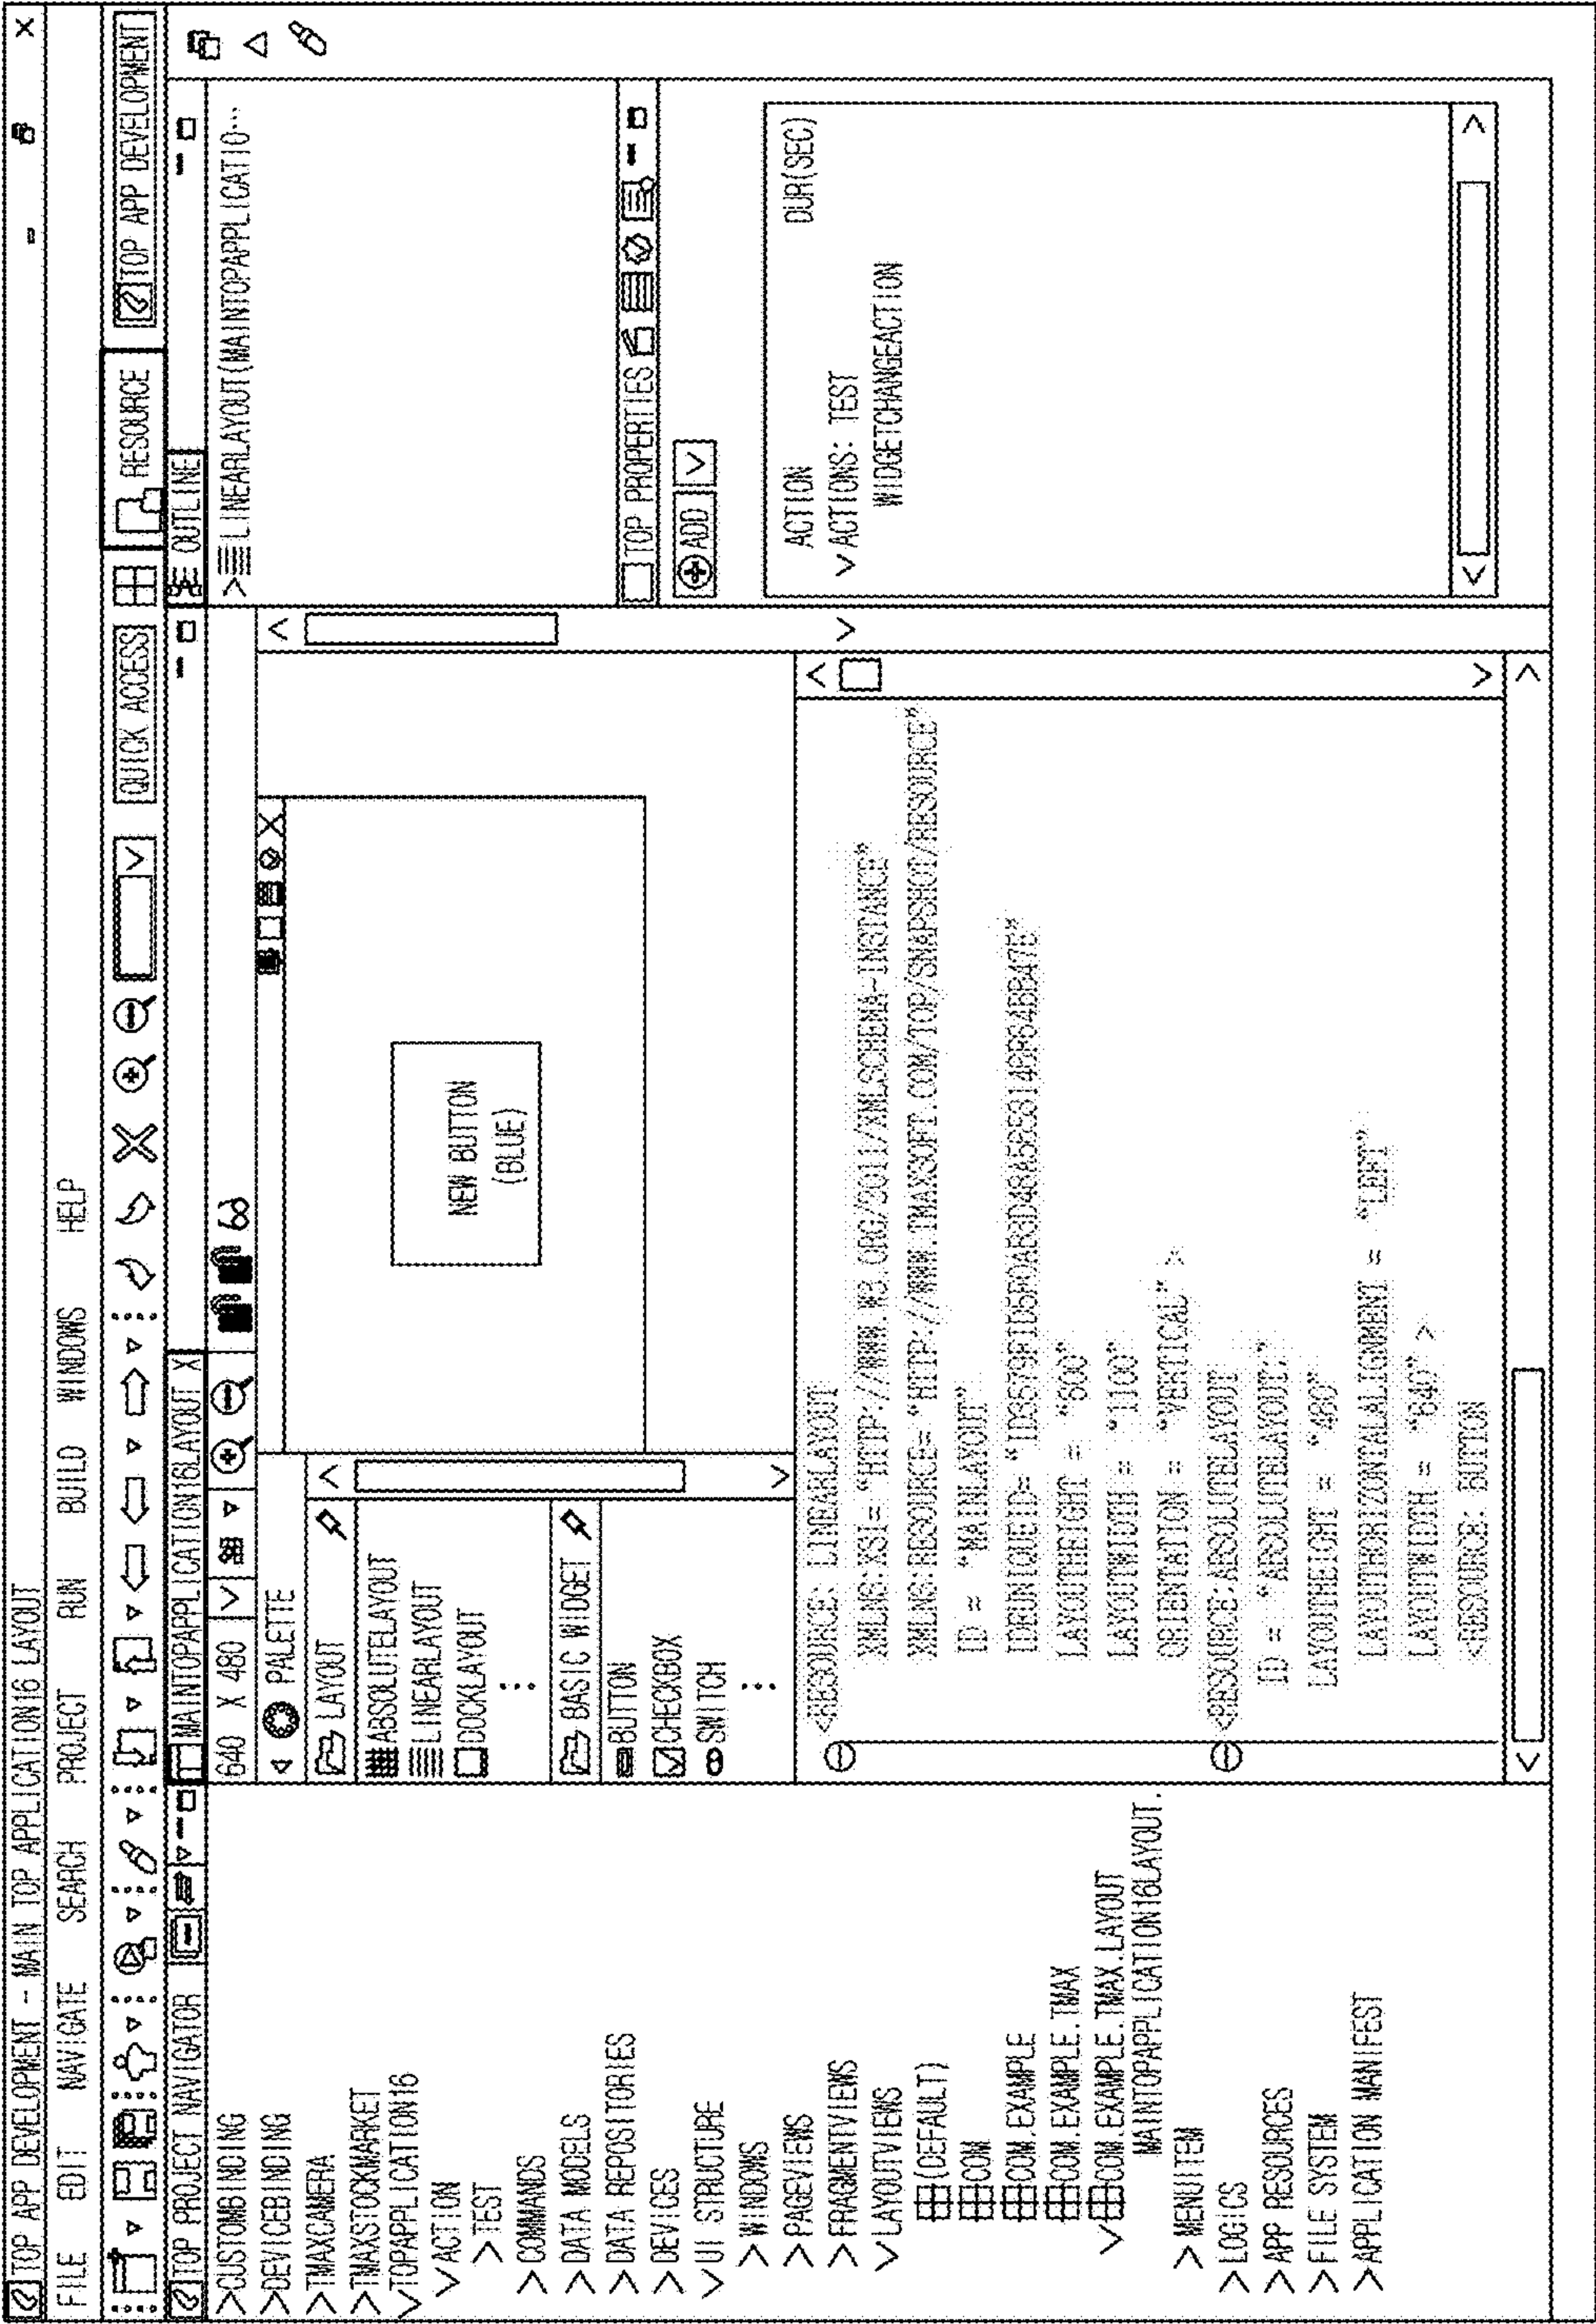 TOP APP DEVELOPMENT - MAIN TOP APPLICATION16 LAYOUT
FILE EDIT NAVIGATE SEARCH PROJECT RUN BUILD WINDOWS HELP
QUICK ACCESS RESOURCE TOP APP DEVELOPMENT
TOP PROJECT NAVIGATOR
>CUSTOMBINDING
>DEVICEBINDING
>TMAXCAMERA
>TMAXSTOCKMARKET
∨TOPAPPLICATION16
∨ACTION
>TEST
>COMMANDS
>DATA MODELS
>DATA REPOSITORIES
>DEVICES
∨UI STRUCTURE
>WINDOWS
>PAGEVIEWS
>FRAGMENTVIEWS
∨LAYOUTVIEWS
(DEFAULT)
COM
COM.EXAMPLE
COM.EXAMPLE.TMAX
∨COM.EXAMPLE.TMAX.LAYOUT
MAINTOPAPPLICATION16LAYOUT.
>MENUITEM
>LOGICS
>APP RESOURCES
>FILE SYSTEM
>APPLICATION MANIFEST
MAINTOPAPPLICATION16LAYOUT X
640 X 480
PALETTE
LAYOUT
ABSOLUTELAYOUT
LINEARLAYOUT
DOCKLAYOUT
⋮
BASIC WIDGET
BUTTON
CHECKBOX
SWITCH
⋮
NEW BUTTON
(BLUE)
<RESOURCE: LINEARLAYOUT
XMLNS:XSI= "HTTP://WWW.W3.ORG/2011/XMLSCHEMA-INSTANCE"
XMLNS:RESOURCE= "HTTP://WWW.TMAXSOFT.COM/TOP/SNAPSHOT/RESOURCE"
ID = "MAINLAYOUT"
LAYOUTHEIGHT = "600"
LAYOUTWIDTH = "1100"
ORIENTATION = "VERTICAL" >
<RESOURCE:ABSOLUTELAYOUT
LAYOUTHEIGHT = "480"
LAYOUTHORIZONTALALIGNMENT = "LEFT"
LAYOUTWIDTH = "640" >
<RESOURCE: BUTTON
OUTLINE
>LINEARLAYOUT(MAINTOPAPPLICATIO…
TOP PROPERTIES
ADD
ACTION DUR(SEC)
∨ACTIONS: TEST
WIDGETCHANGEACTION